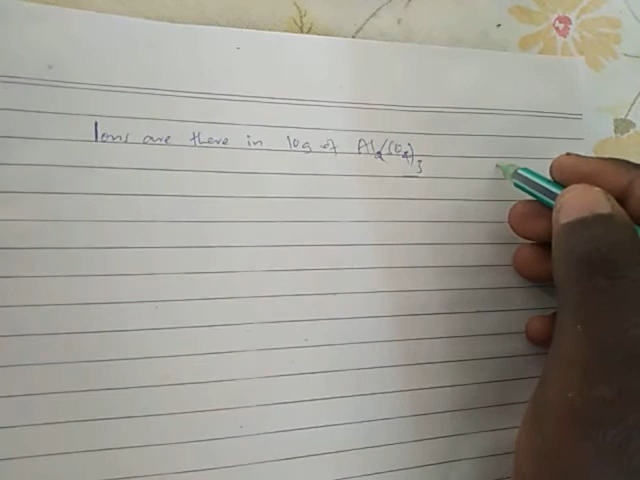 Ions are there in 10g of Al₂(SO₄)₃